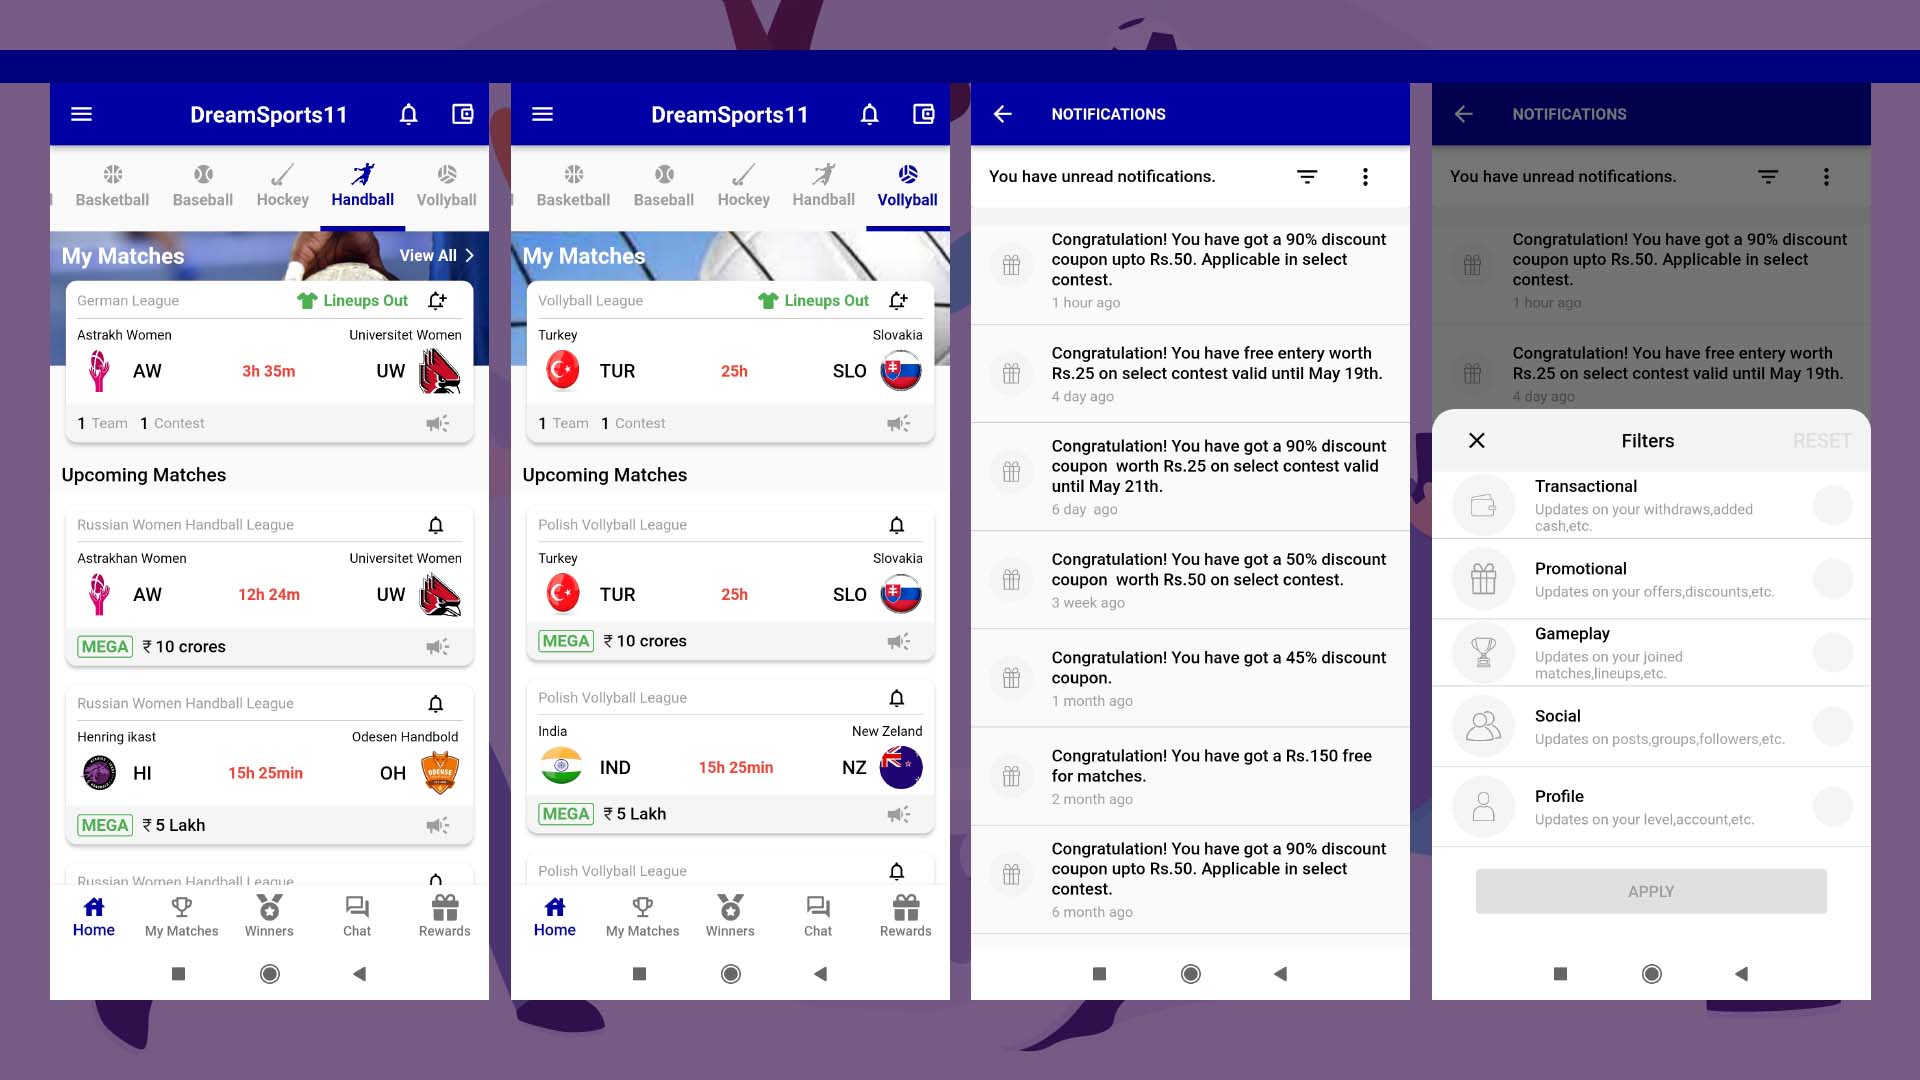 DreamSports11
Basketball
Baseball
Hockey
Handball
Vollyball
My Matches
View All
German League
Lineups Out
Astrakh Women
Universitet Women
AW
3h 35m
UW
1 Team 1 Contest
Upcoming Matches
Russian Women Handball League
Astrakhan Women
Universitet Women
AW
12h 24m
UW
MEGA ₹ 10 crores
Russian Women Handball League
Henring ikast
Odesen Handbold
HI
15h 25min
OH
ODENSE
MEGA ₹ 5 Lakh
Russian Women Handball League
Home
My Matches
Winners
Chat
Rewards
DreamSports11
Basketball
Baseball
Hockey
Handball
Vollyball
My Matches
Vollyball League
Lineups Out
Turkey
Slovakia
TUR
25h
SLO
1 Team 1 Contest
Upcoming Matches
Polish Vollyball League
Turkey
Slovakia
TUR
25h
SLO
MEGA ₹ 10 crores
Polish Vollyball League
India
New Zeland
IND
15h 25min
NZ
MEGA ₹ 5 Lakh
Polish Vollyball League
Home
My Matches
Winners
Chat
Rewards
NOTIFICATIONS
You have unread notifications.
Congratulation! You have got a 90% discount
coupon upto Rs.50. Applicable in select
contest.
1 hour ago
Congratulation! You have free entery worth
Rs.25 on select contest valid until May 19th.
4 day ago
Congratulation! You have got a 90% discount
coupon  worth Rs.25 on select contest valid
until May 21th.
6 day  ago
Congratulation! You have got a 50% discount
coupon  worth Rs.50 on select contest.
3 week ago
Congratulation! You have got a 45% discount
coupon.
1 month ago
Congratulation! You have got a Rs.150 free
for matches.
2 month ago
Congratulation! You have got a 90% discount
coupon upto Rs.50. Applicable in select
contest.
6 month ago
NOTIFICATIONS
You have unread notifications.
Congratulation! You have got a 90% discount
coupon upto Rs.50. Applicable in select
contest.
1 hour ago
Congratulation! You have free entery worth
Rs.25 on select contest valid until May 19th.
4 day ago
Filters
RESET
Transactional
Updates on your withdraws,added
cash,etc.
Promotional
Updates on your offers,discounts,etc.
Gameplay
Updates on your joined
matches,lineups,etc.
Social
Updates on posts,groups,followers,etc.
Profile
Updates on your level,account,etc.
APPLY